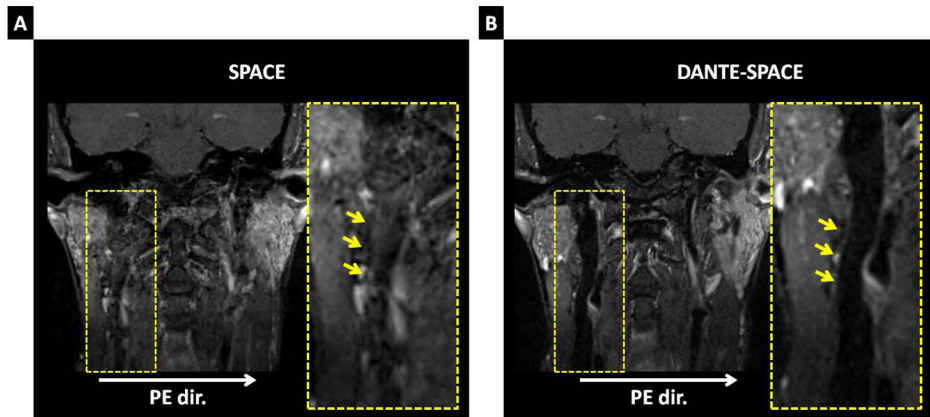 A
SPACE
PE dir.
B
DANTE-SPACE
PE dir.